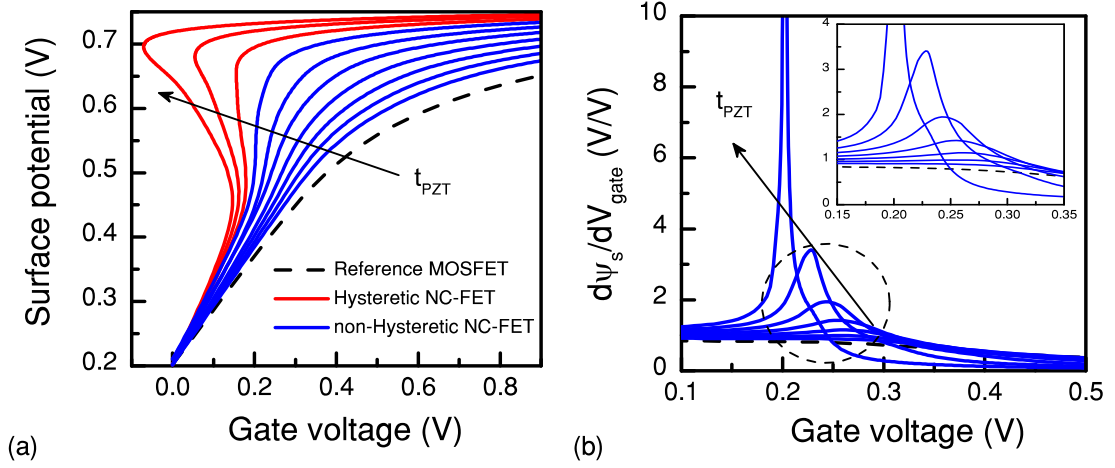 Surface potential (V)
0.7
0.6
0.5
0.4
0.3
0.2
0.0
0.2
0.4
0.6
0.8
Gate voltage (V)
t_PZT
Reference MOSFET
Hysteretic NC-FET
non-Hysteretic NC-FET
(a)
dψ_s/dV_gate (V/V)
10
8
6
4
2
0
0.1
0.2
0.3
0.4
0.5
Gate voltage (V)
t_PZT
4
3
2
1
0
0.15
0.20
0.25
0.30
0.35
(b)